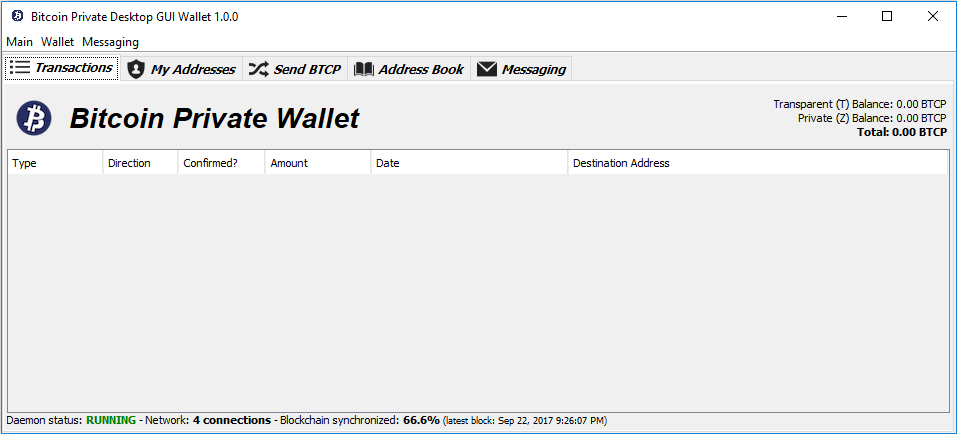 Bitcoin Private Desktop GUI Wallet 1.0.0
Main Wallet Messaging
Transactions My Addresses Send BTCP Address Book Messaging
Bitcoin Private Wallet
Transparent (T) Balance: 0.00 BTCP
Private (Z) Balance: 0.00 BTCP
Total: 0.00 BTCP
Type Direction Confirmed? Amount Date Destination Address
Daemon status: RUNNING - Network: 4 connections - Blockchain synchronized: 66.6% (latest block: Sep 22, 2017 9:26:07 PM)